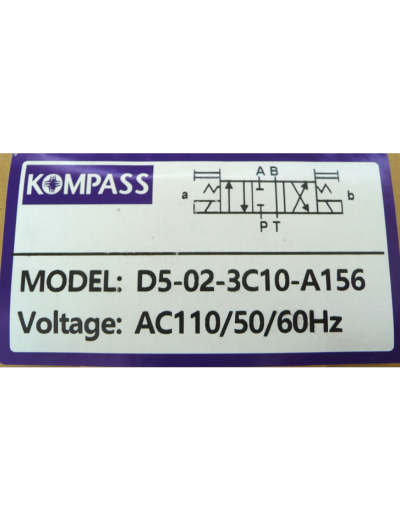 KOMPASS
A B
a b
P T
MODEL: D5-02-3C10-A156
Voltage: AC110/50/60Hz